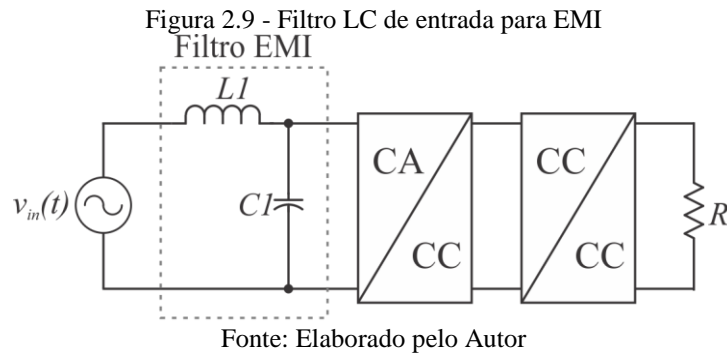 Figura 2.9 - Filtro LC de entrada para EMI
Filtro EMI
L1
v_in(t)
C1
CA
CC
CC
CC
R
Fonte: Elaborado pelo Autor